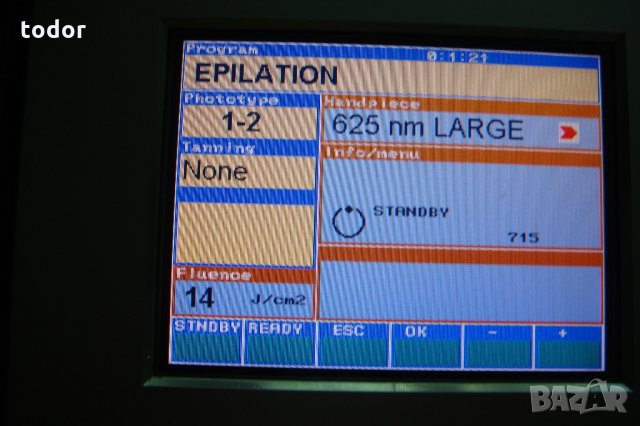 todor
Program 0:1:21
EPILATION
Phototype
1-2
Handpiece
625 nm LARGE
Tanning
None
Info/menu
STANDBY
715
Fluence
14 J/cm2
STNDBY READY ESC OK - +
BAZAR